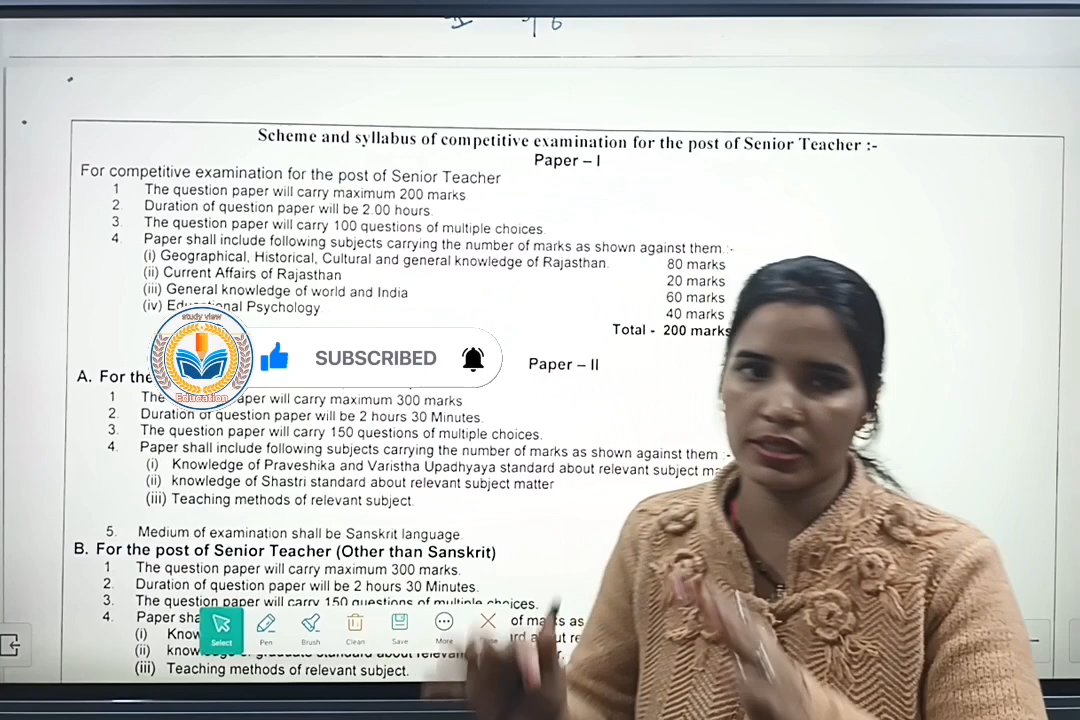 Scheme and syllabus of competitive examination for the post of Senior Teacher :-
Paper – I
For competitive examination for the post of Senior Teacher
1 The question paper will carry maximum 200 marks
2. Duration of question paper will be 2.00 hours.
3. The question paper will carry 100 questions of multiple choices.
4. Paper shall include following subjects carrying the number of marks as shown against them.:-
(i) Geographical, Historical, Cultural and general knowledge of Rajasthan. 80 marks
(ii) Current Affairs of Rajasthan 20 marks
(iii) General knowledge of world and India 60 marks
(iv) Educational Psychology 40 marks
Total - 200 marks
study view
Education
SUBSCRIBED
Paper – II
A. For the
1 The paper will carry maximum 300 marks
2. Duration of question paper will be 2 hours 30 Minutes.
3. The question paper will carry 150 questions of multiple choices.
4. Paper shall include following subjects carrying the number of marks as shown against them :-
(i) Knowledge of Praveshika and Varistha Upadhyaya standard about relevant subject
(ii) knowledge of Shastri standard about relevant subject matter
(iii) Teaching methods of relevant subject.
5. Medium of examination shall be Sanskrit language.
B. For the post of Senior Teacher (Other than Sanskrit)
1 The question paper will carry maximum 300 marks.
2. Duration of question paper will be 2 hours 30 Minutes.
3. The question paper will carry 150 questions of multiple choices.
4. Paper of marks as
(i)
(ii) standard about relevant
(iii) Teaching methods of relevant subject.
Select Pen Brush Clean Save More